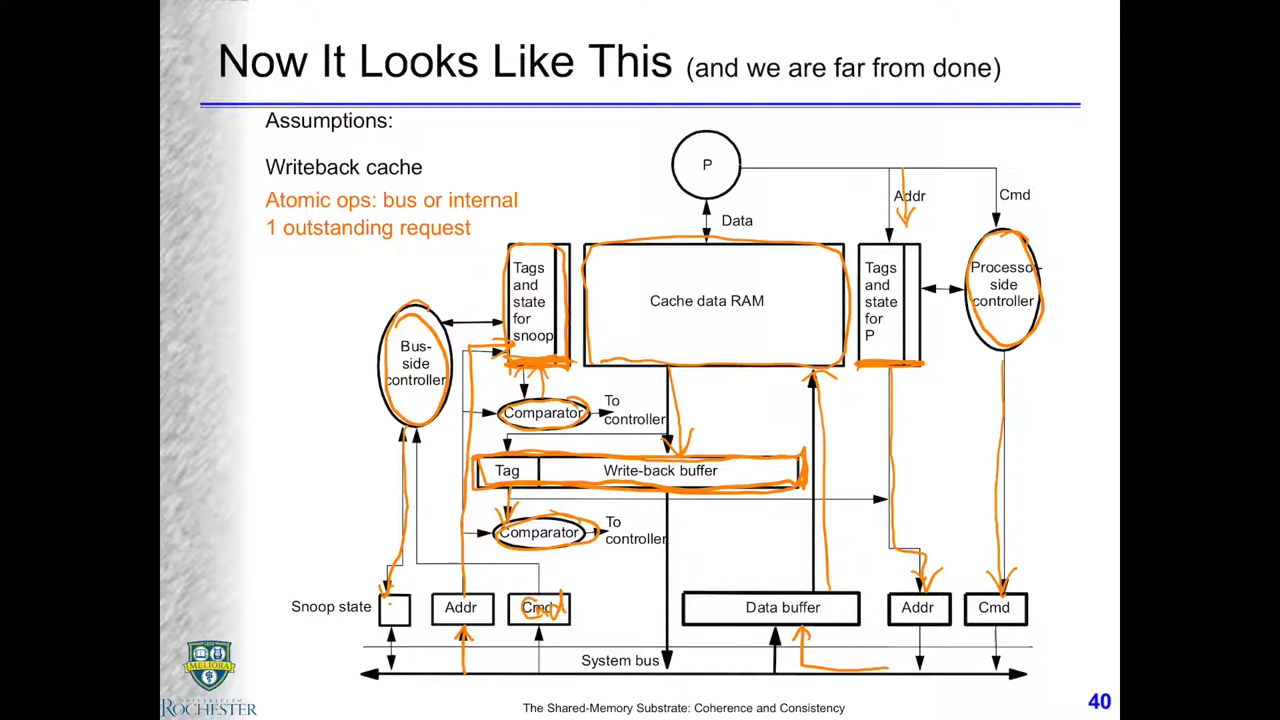 Now It Looks Like This (and we are far from done)
Assumptions:
Writeback cache
Atomic ops: bus or internal
1 outstanding request
P
Data
Addr
Cmd
Tags
and
state
for
snoop
Cache data RAM
Tags
and
state
for
P
Processor-
side
controller
Bus-
side
controller
Comparator
To
controller
Tag
Write-back buffer
Comparator
To
controller
Snoop state
Addr
Cmd
Data buffer
Addr
Cmd
System bus
MELIORA
UNIVERSITY of
ROCHESTER
The Shared-Memory Substrate: Coherence and Consistency
40